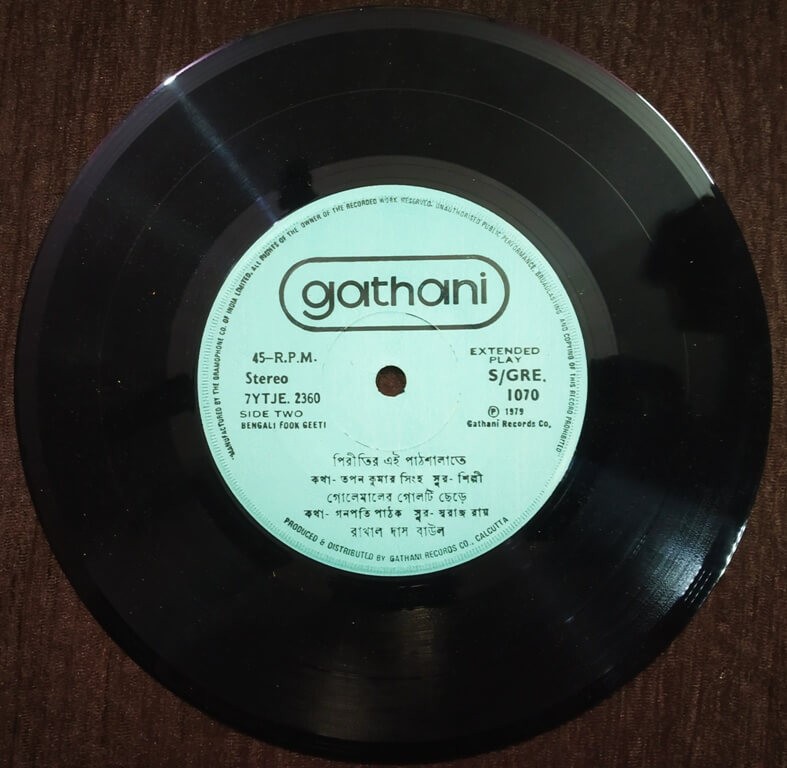 MANUFACTURED BY THE GRAMOPHONE CO. OF INDIA LIMITED. ALL RIGHTS OF THE OWNER OF THE RECORDED WORK RESERVED. UNAUTHORISED PUBLIC PERFORMANCE, BROADCASTING AND COPYING OF THIS RECORD PROHIBITED
gathani
45-R.P.M.
Stereo
7YTJE. 2360
SIDE TWO
BENGALI FOOK GEETI
EXTENDED
PLAY
S/GRE.
1070
Ⓟ 1979
Gathani Records Co,
পিরীতির এই পাঠশালাতে
কথা- তপন কুমার সিংহ সুর- শিল্পী
গোলেমালের গোলটি ছেড়ে
কথা- গনপতি পাঠক সুর- স্বরাজ রায়
রাখাল দাস বাউল
PRODUCED & DISTRIBUTED BY GATHANI RECORDS CO., CALCUTTA